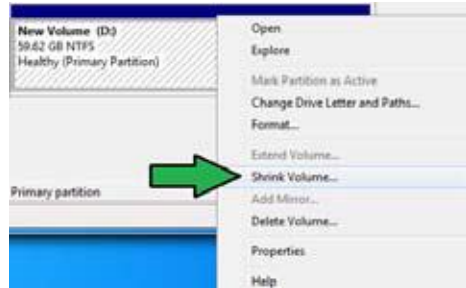 New Volume (D:)
59.62 GB NTFS
Healthy (Primary Partition)
Primary partition
Open
Explore
Mark Partition as Active
Change Drive Letter and Paths...
Format...
Extend Volume...
Shrink Volume...
Add Mirror...
Delete Volume...
Properties
Help